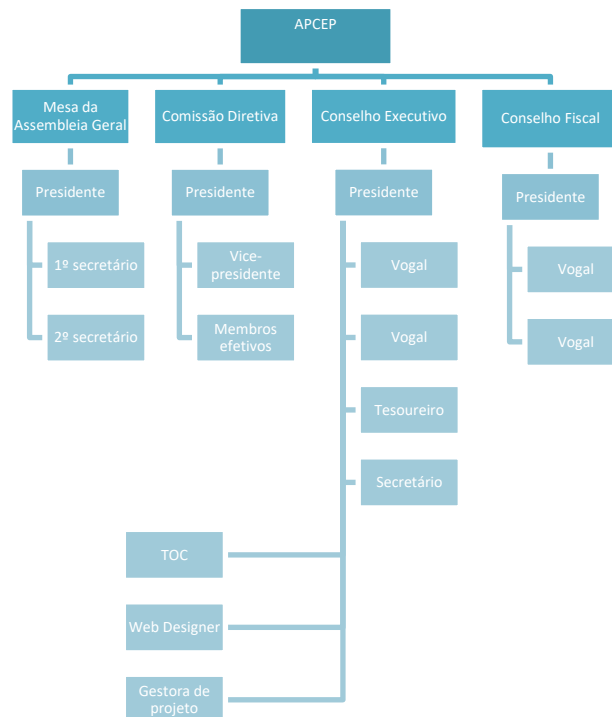 APCEP
Mesa da
Assembleia Geral
Comissão Diretiva
Conselho Executivo
Conselho Fiscal
Presidente
Presidente
Presidente
Presidente
1º secretário
Vice-
presidente
Vogal
Vogal
2º secretário
Membros
efetivos
Vogal
Vogal
Tesoureiro
Secretário
TOC
Web Designer
Gestora de
projeto